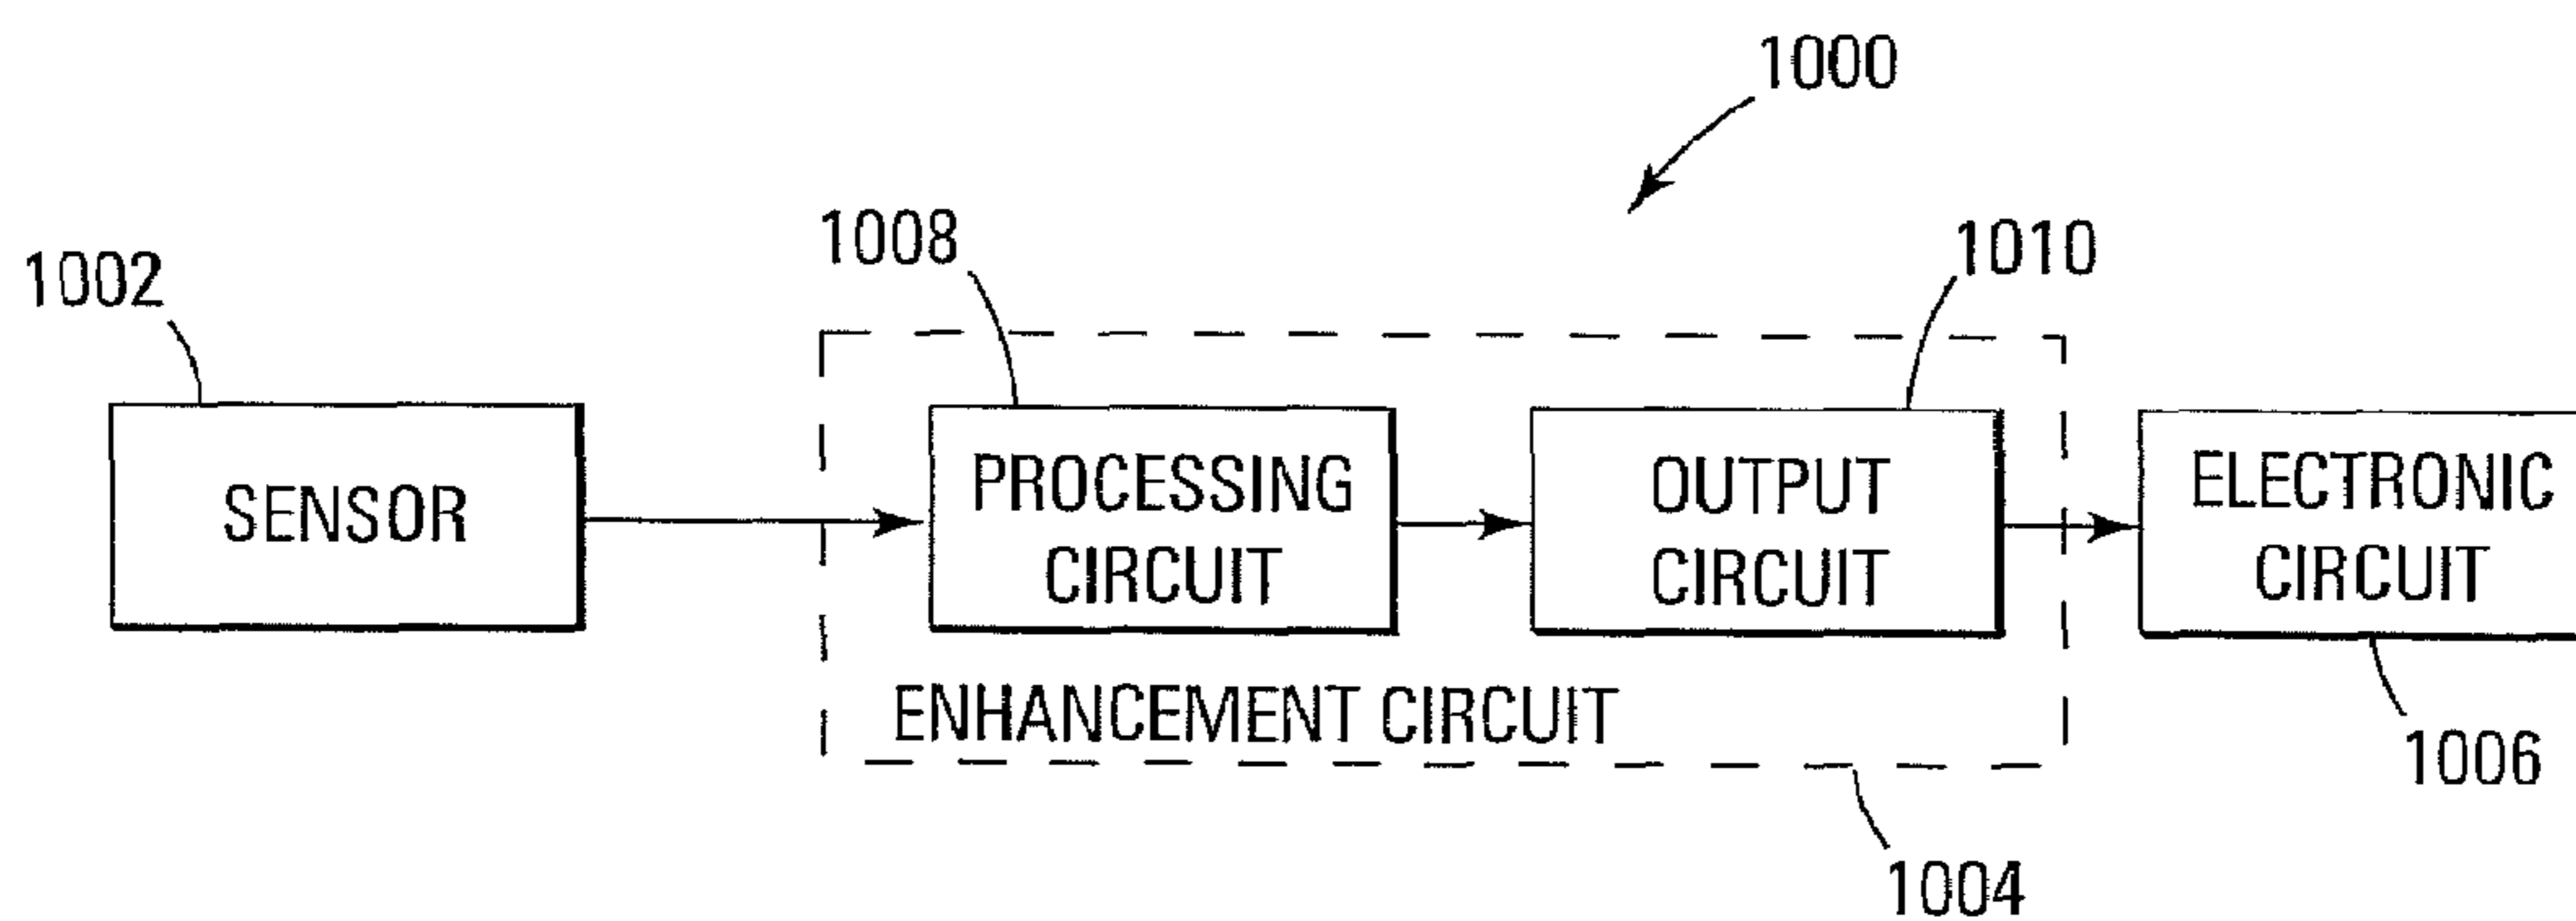 1000
1008
1010
1002
SENSOR
PROCESSING
CIRCUIT
OUTPUT
CIRCUIT
ELECTRONIC
CIRCUIT
ENHANCEMENT CIRCUIT
1006
1004